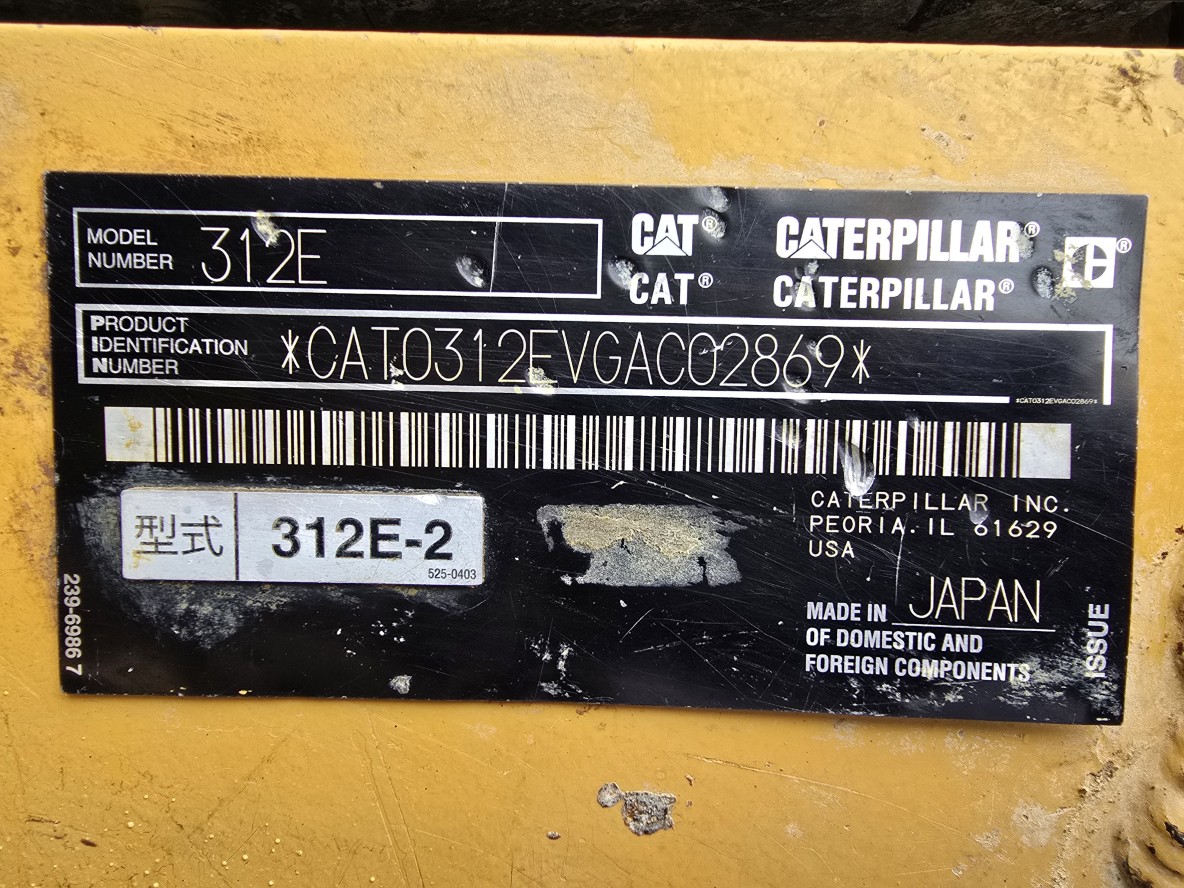 MODEL
NUMBER
312E
CAT®
CATERPILLAR®
®
CAT®
CATERPILLAR®
PRODUCT
IDENTIFICATION
NUMBER
*CAT0312EVGAC02869*
*CAT0312EVGAC02869*
型式
312E-2
525-0403
CATERPILLAR INC.
PEORIA.IL 61629
USA
MADE IN JAPAN
OF DOMESTIC AND
FOREIGN COMPONENTS
239-6986 7
ISSUE